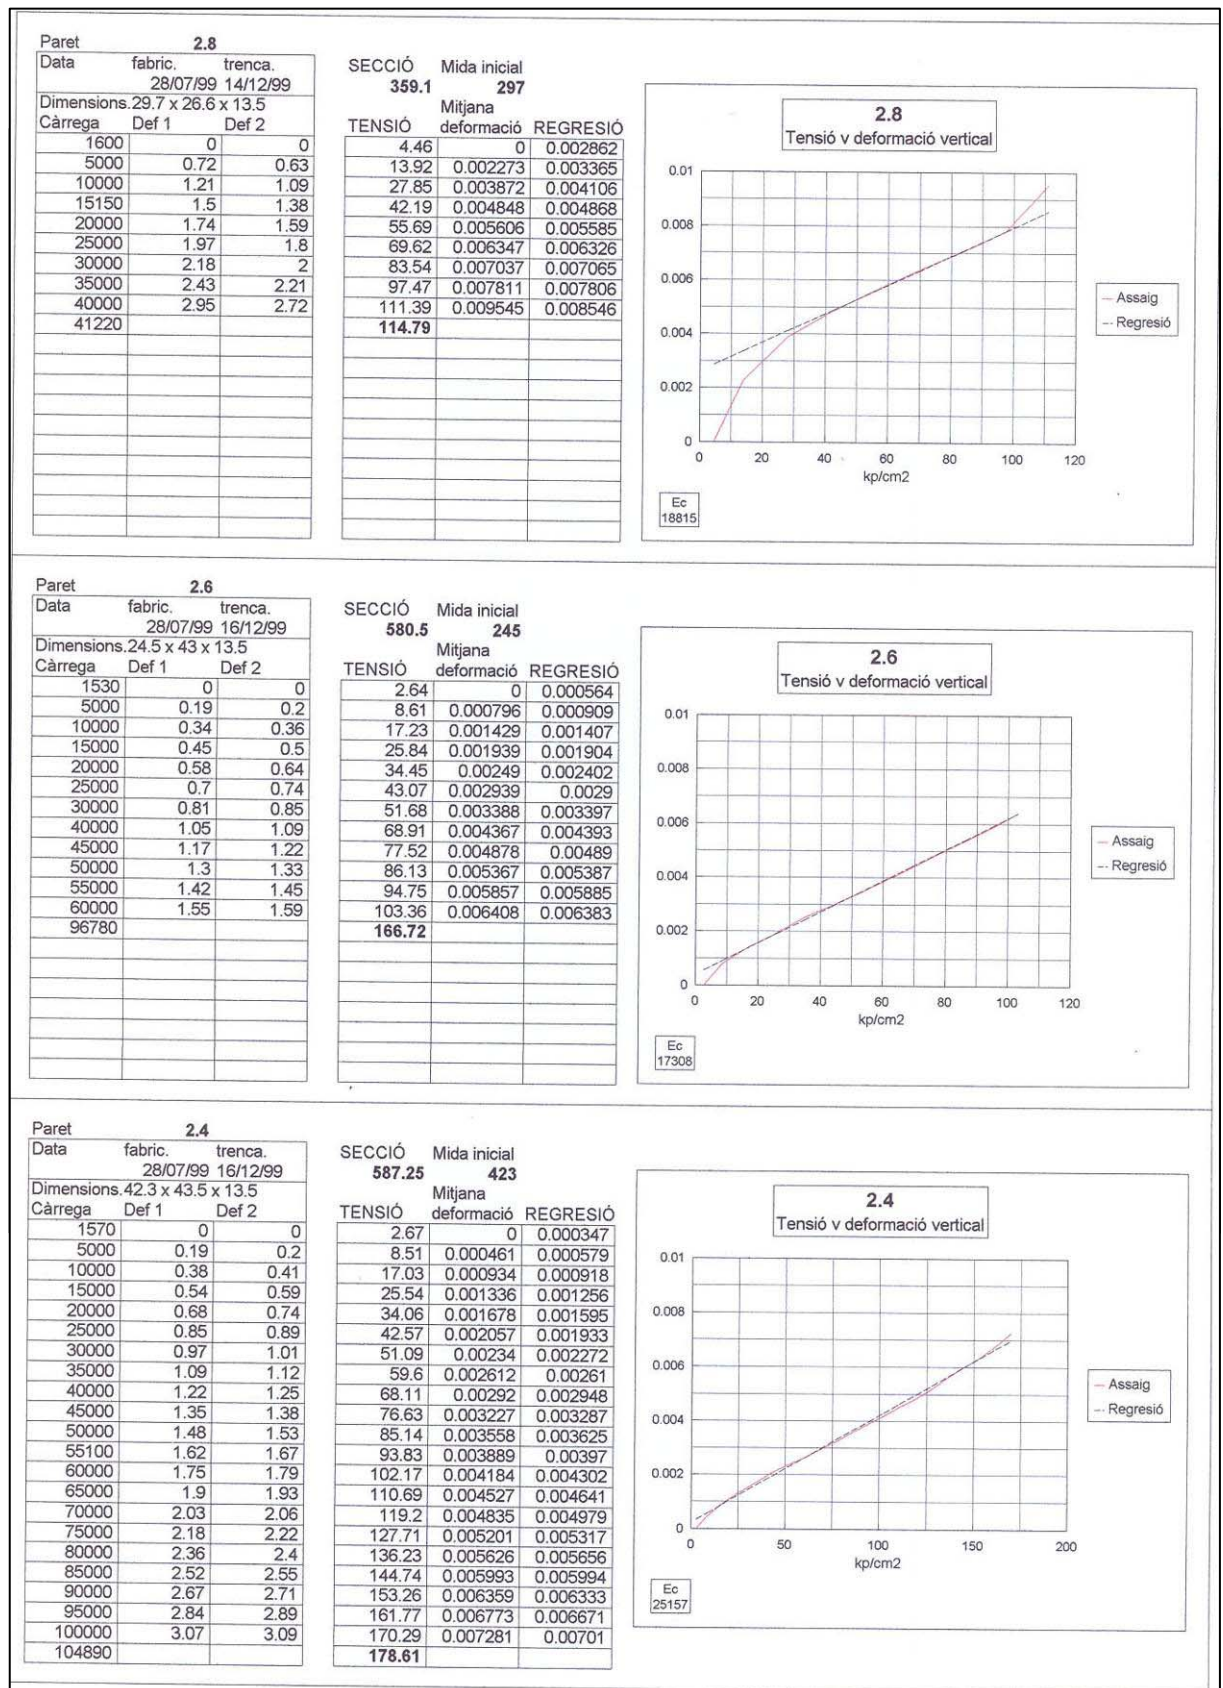 Paret 2.8
Data fabric. trenca.
28/07/99 14/12/99
Dimensions.29.7 x 26.6 x 13.5
Càrrega Def 1 Def 2
1600 0 0
5000 0.72 0.63
10000 1.21 1.09
15150 1.5 1.38
20000 1.74 1.59
25000 1.97 1.8
30000 2.18 2
35000 2.43 2.21
40000 2.95 2.72
41220
SECCIÓ Mida inicial
359.1 297
Mitjana
TENSIÓ deformació REGRESIÓ
4.46 0 0.002862
13.92 0.002273 0.003365
27.85 0.003872 0.004106
42.19 0.004848 0.004868
55.69 0.005606 0.005585
69.62 0.006347 0.006326
83.54 0.007037 0.007065
97.47 0.007811 0.007806
111.39 0.009545 0.008546
114.79
2.8
Tensió v deformació vertical
0.01
0.008
0.006
0.004
0.002
0
0 20 40 60 80 100 120
kp/cm2
Assaig
Regresió
Ec
18815
Paret 2.6
Data fabric. trenca.
28/07/99 16/12/99
Dimensions.24.5 x 43 x 13.5
Càrrega Def 1 Def 2
1530 0 0
5000 0.19 0.2
10000 0.34 0.36
15000 0.45 0.5
20000 0.58 0.64
25000 0.7 0.74
30000 0.81 0.85
40000 1.05 1.09
45000 1.17 1.22
50000 1.3 1.33
55000 1.42 1.45
60000 1.55 1.59
96780
SECCIÓ Mida inicial
580.5 245
Mitjana
TENSIÓ deformació REGRESIÓ
2.64 0 0.000564
8.61 0.000796 0.000909
17.23 0.001429 0.001407
25.84 0.001939 0.001904
34.45 0.00249 0.002402
43.07 0.002939 0.0029
51.68 0.003388 0.003397
68.91 0.004367 0.004393
77.52 0.004878 0.00489
86.13 0.005367 0.005387
94.75 0.005857 0.005885
103.36 0.006408 0.006383
166.72
2.6
Tensió v deformació vertical
0.01
0.008
0.006
0.004
0.002
0
0 20 40 60 80 100 120
kp/cm2
Assaig
Regresió
Ec
17308
Paret 2.4
Data fabric. trenca.
28/07/99 16/12/99
Dimensions.42.3 x 43.5 x 13.5
Càrrega Def 1 Def 2
1570 0 0
5000 0.19 0.2
10000 0.38 0.41
15000 0.54 0.59
20000 0.68 0.74
25000 0.85 0.89
30000 0.97 1.01
35000 1.09 1.12
40000 1.22 1.25
45000 1.35 1.38
50000 1.48 1.53
55100 1.62 1.67
60000 1.75 1.79
65000 1.9 1.93
70000 2.03 2.06
75000 2.18 2.22
80000 2.36 2.4
85000 2.52 2.55
90000 2.67 2.71
95000 2.84 2.89
100000 3.07 3.09
104890
SECCIÓ Mida inicial
587.25 423
Mitjana
TENSIÓ deformació REGRESIÓ
2.67 0 0.000347
8.51 0.000461 0.000579
17.03 0.000934 0.000918
25.54 0.001336 0.001256
34.06 0.001678 0.001595
42.57 0.002057 0.001933
51.09 0.00234 0.002272
59.6 0.002612 0.00261
68.11 0.00292 0.002948
76.63 0.003227 0.003287
85.14 0.003558 0.003625
93.83 0.003889 0.00397
102.17 0.004184 0.004302
110.69 0.004527 0.004641
119.2 0.004835 0.004979
127.71 0.005201 0.005317
136.23 0.005626 0.005656
144.74 0.005993 0.005994
153.26 0.006359 0.006333
161.77 0.006773 0.006671
170.29 0.007281 0.00701
178.61
2.4
Tensió v deformació vertical
0.01
0.008
0.006
0.004
0.002
0
0 50 100 150 200
kp/cm2
Assaig
Regresió
Ec
25157